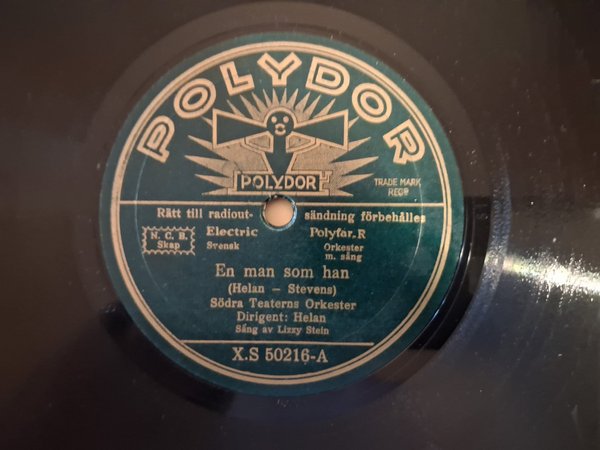 POLYDOR
POLYDOR
TRADE MARK
REG?
Rätt till radiout- sändning förbehålles
N. C. B. Electric Polyfar-R
Skap Svensk Orkester
m. sång
En man som han
(Helan - Stevens)
Södra Teaterns Orkester
Dirigent: Helan
Sång av Lizzy Stein
X.S 50216-A